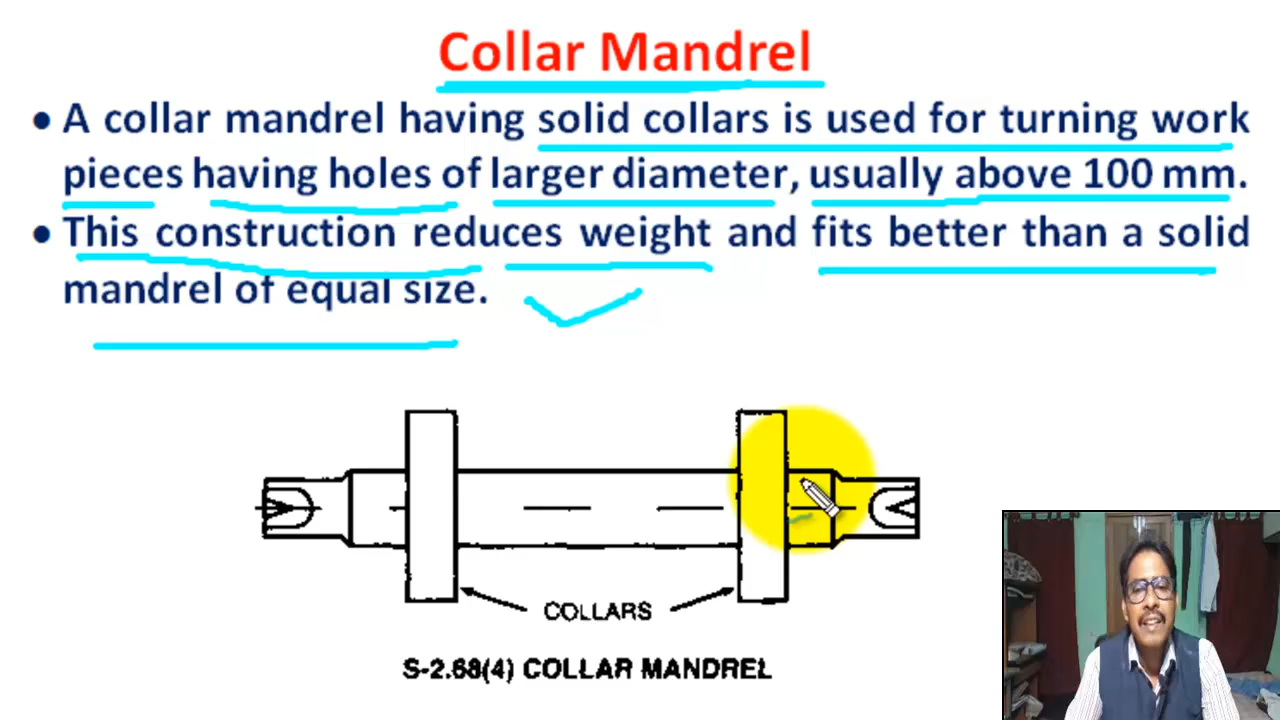 Collar Mandrel
• A collar mandrel having solid collars is used for turning work
pieces having holes of larger diameter, usually above 100 mm.
• This construction reduces weight and fits better than a solid
mandrel of equal size.
COLLARS
S-2.68(4) COLLAR MANDREL